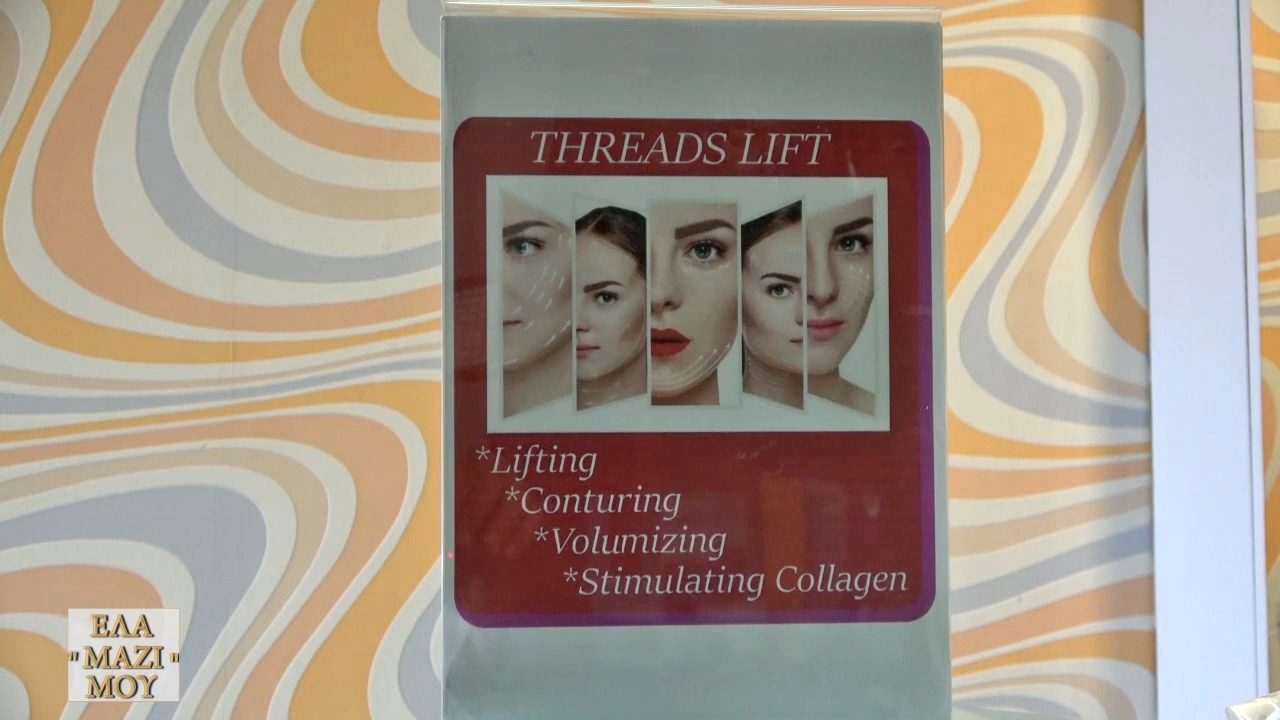 THREADS LIFT
*Lifting
*Conturing
*Volumizing
*Stimulating Collagen
ΕΛΑ
"ΜΑΖΙ"
ΜΟΥ